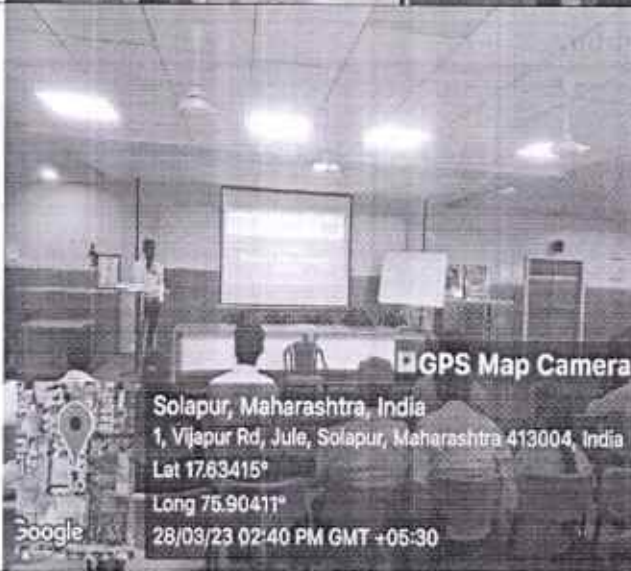 GPS Map Camera
Solapur, Maharashtra, India
1, Vijapur Rd, Jule, Solapur, Maharashtra 413004, India
Lat 17.63415°
Long 75.90411°
Google
28/03/23 02:40 PM GMT +05:30